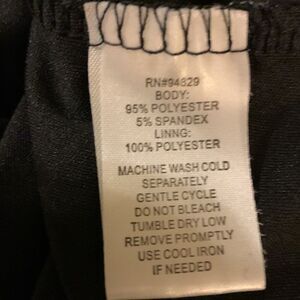 RN#94829
BODY:
95% POLYESTER
5% SPANDEX
LINNG:
100% POLYESTER
MACHINE WASH COLD
SEPARATELY
GENTLE CYCLE
DO NOT BLEACH
TUMBLE DRY LOW
REMOVE PROMPTLY
USE COOL IRON
IF NEEDED